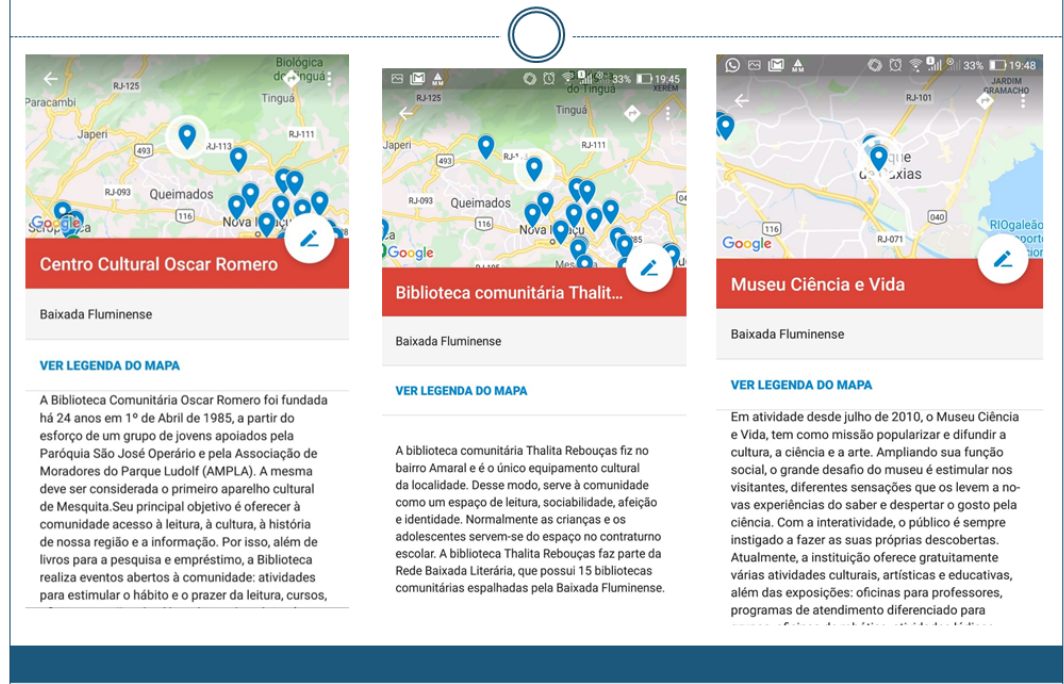 Biológica
do Tinguá
RJ-125
Tinguá
Paracambi
Japeri
RJ-111
493
RJ-113
RJ-093
Queimados
116
Nova
Google
Centro Cultural Oscar Romero
Baixada Fluminense
VER LEGENDA DO MAPA
A Biblioteca Comunitária Oscar Romero foi fundada
há 24 anos em 1º de Abril de 1985, a partir do
esforço de um grupo de jovens apoiados pela
Paróquia São José Operário e pela Associação de
Moradores do Parque Ludolf (AMPLA). A mesma
deve ser considerada o primeiro aparelho cultural
de Mesquita.Seu principal objetivo é oferecer à
comunidade acesso à leitura, à cultura, à história
de nossa região e a informação. Por isso, além de
livros para a pesquisa e empréstimo, a Biblioteca
realiza eventos abertos à comunidade: atividades
para estimular o hábito e o prazer da leitura, cursos,
33% 19:45
do Tinguá
XERÉM
RJ-125
Tinguá
Japeri
RJ-111
493
RJ-093
Queimados
116
Nova
Google
Biblioteca comunitária Thalit...
Baixada Fluminense
VER LEGENDA DO MAPA
A biblioteca comunitária Thalita Rebouças fiz no
bairro Amaral e é o único equipamento cultural
da localidade. Desse modo, serve à comunidade
como um espaço de leitura, sociabilidade, afeição
e identidade. Normalmente as crianças e os
adolescentes servem-se do espaço no contraturno
escolar. A biblioteca Thalita Rebouças faz parte da
Rede Baixada Literária, que possui 15 bibliotecas
comunitárias espalhadas pela Baixada Fluminense.
33% 19:48
JARDIM
GRAMACHO
RJ-101
que
de Caxias
040
116
RJ-071
RIOgaleão
Google
Museu Ciência e Vida
Baixada Fluminense
VER LEGENDA DO MAPA
Em atividade desde julho de 2010, o Museu Ciência
e Vida, tem como missão popularizar e difundir a
cultura, a ciência e a arte. Ampliando sua função
social, o grande desafio do museu é estimular nos
visitantes, diferentes sensações que os levem a no-
vas experiências do saber e despertar o gosto pela
ciência. Com a interatividade, o público é sempre
instigado a fazer as suas próprias descobertas.
Atualmente, a instituição oferece gratuitamente
várias atividades culturais, artísticas e educativas,
além das exposições: oficinas para professores,
programas de atendimento diferenciado para